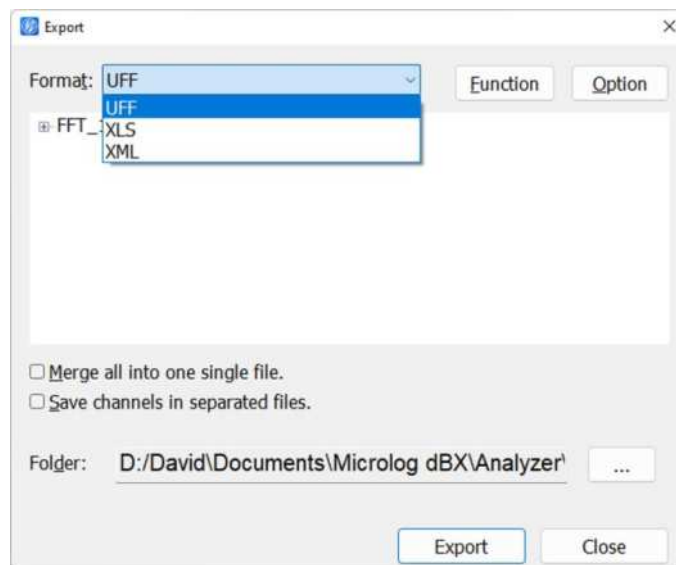 Export
Format: UFF Function Option
UFF
FFT_
XLS
XML
Merge all into one single file.
Save channels in separated files.
Folder: D:/David\Documents\Microlog dBX\Analyzer\ ...
Export Close